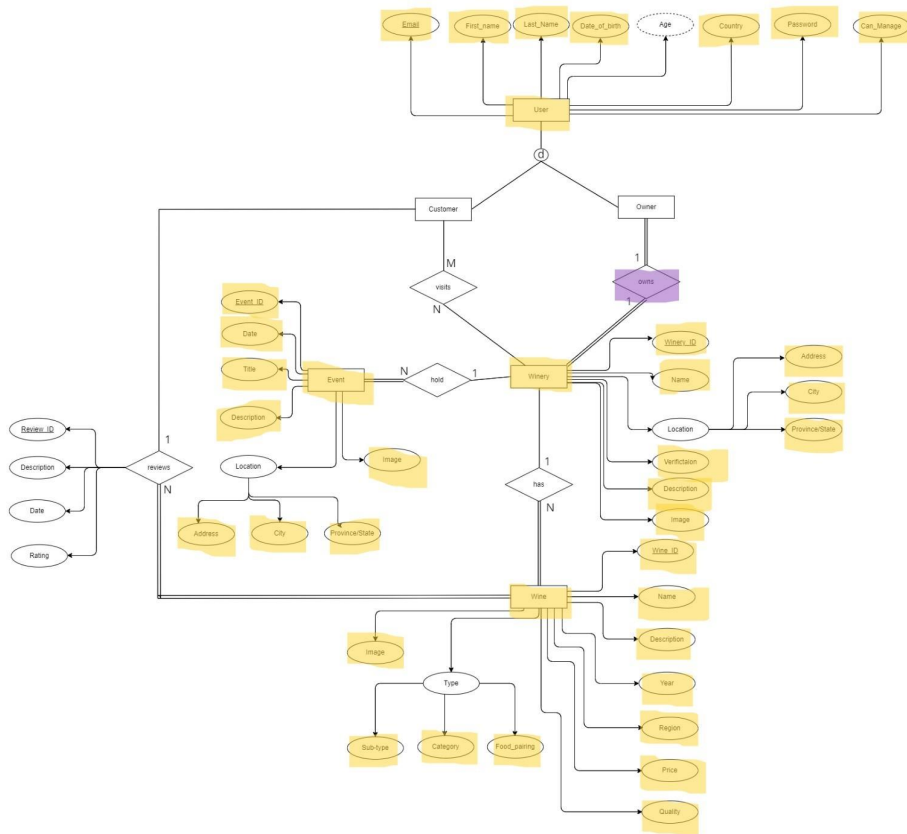 Email
First_name
Last_Name
Date_of_birth
Age
Country
Password
Can_Manage
User
d
Customer
Owner
M
1
visits
owns
N
1
Event_ID
Date
Title
Event
N
hold
1
Winery
Winery_ID
Name
Address
City
Location
Province/State
Description
Review_ID
1
Description
reviews
N
Date
Rating
Location
Image
Address
City
Province/State
1
has
N
Verifictaion
Description
Image
Wine_ID
Wine
Name
Image
Description
Type
Year
Sub-type
Category
Food_pairing
Region
Price
Quality